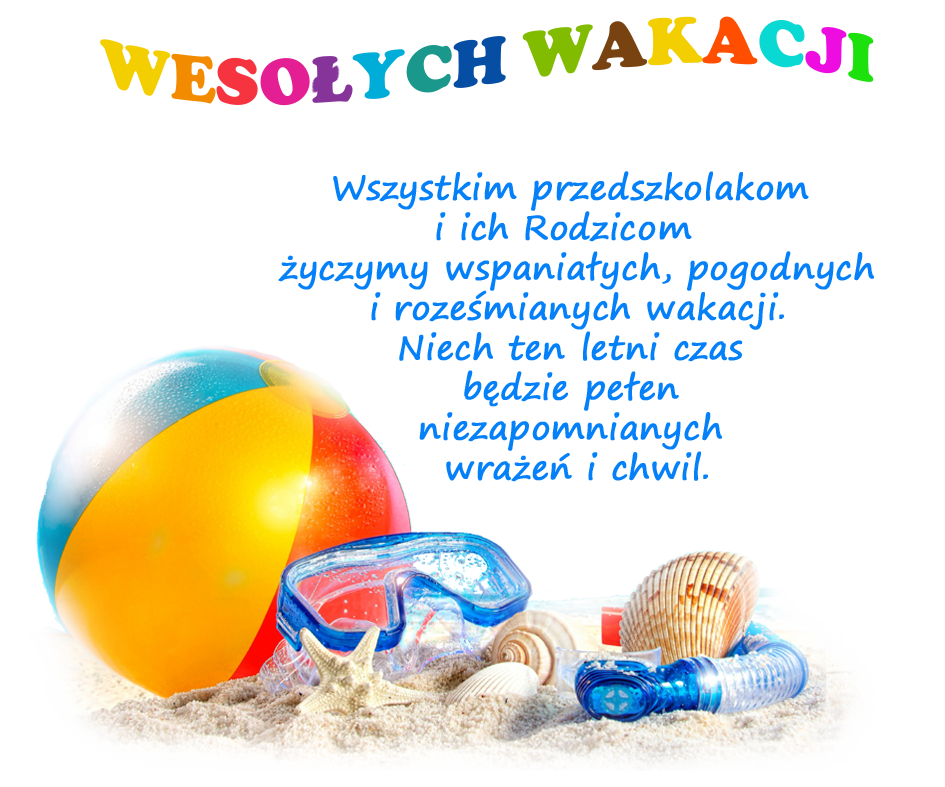 WESOŁYCH WAKACJI
Wszystkim przedszkolakom
i ich Rodzicom
życzymy wspaniałych, pogodnych
i roześmianych wakacji.
Niech ten letni czas
będzie pełen
niezapomnianych
wrażeń i chwil.